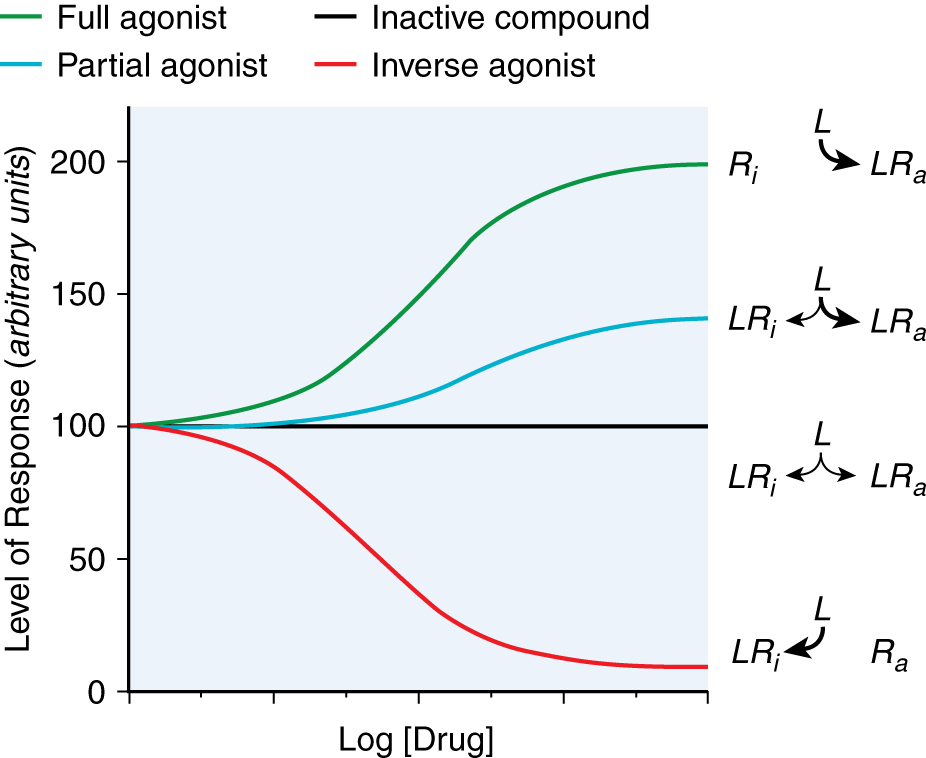 Full agonist
Inactive compound
Partial agonist
Inverse agonist
Level of Response (arbitrary units)
200
150
100
50
0
Log [Drug]
L
Ri LRa
L
LRi LRa
L
LRi LRa
L
LRi Ra